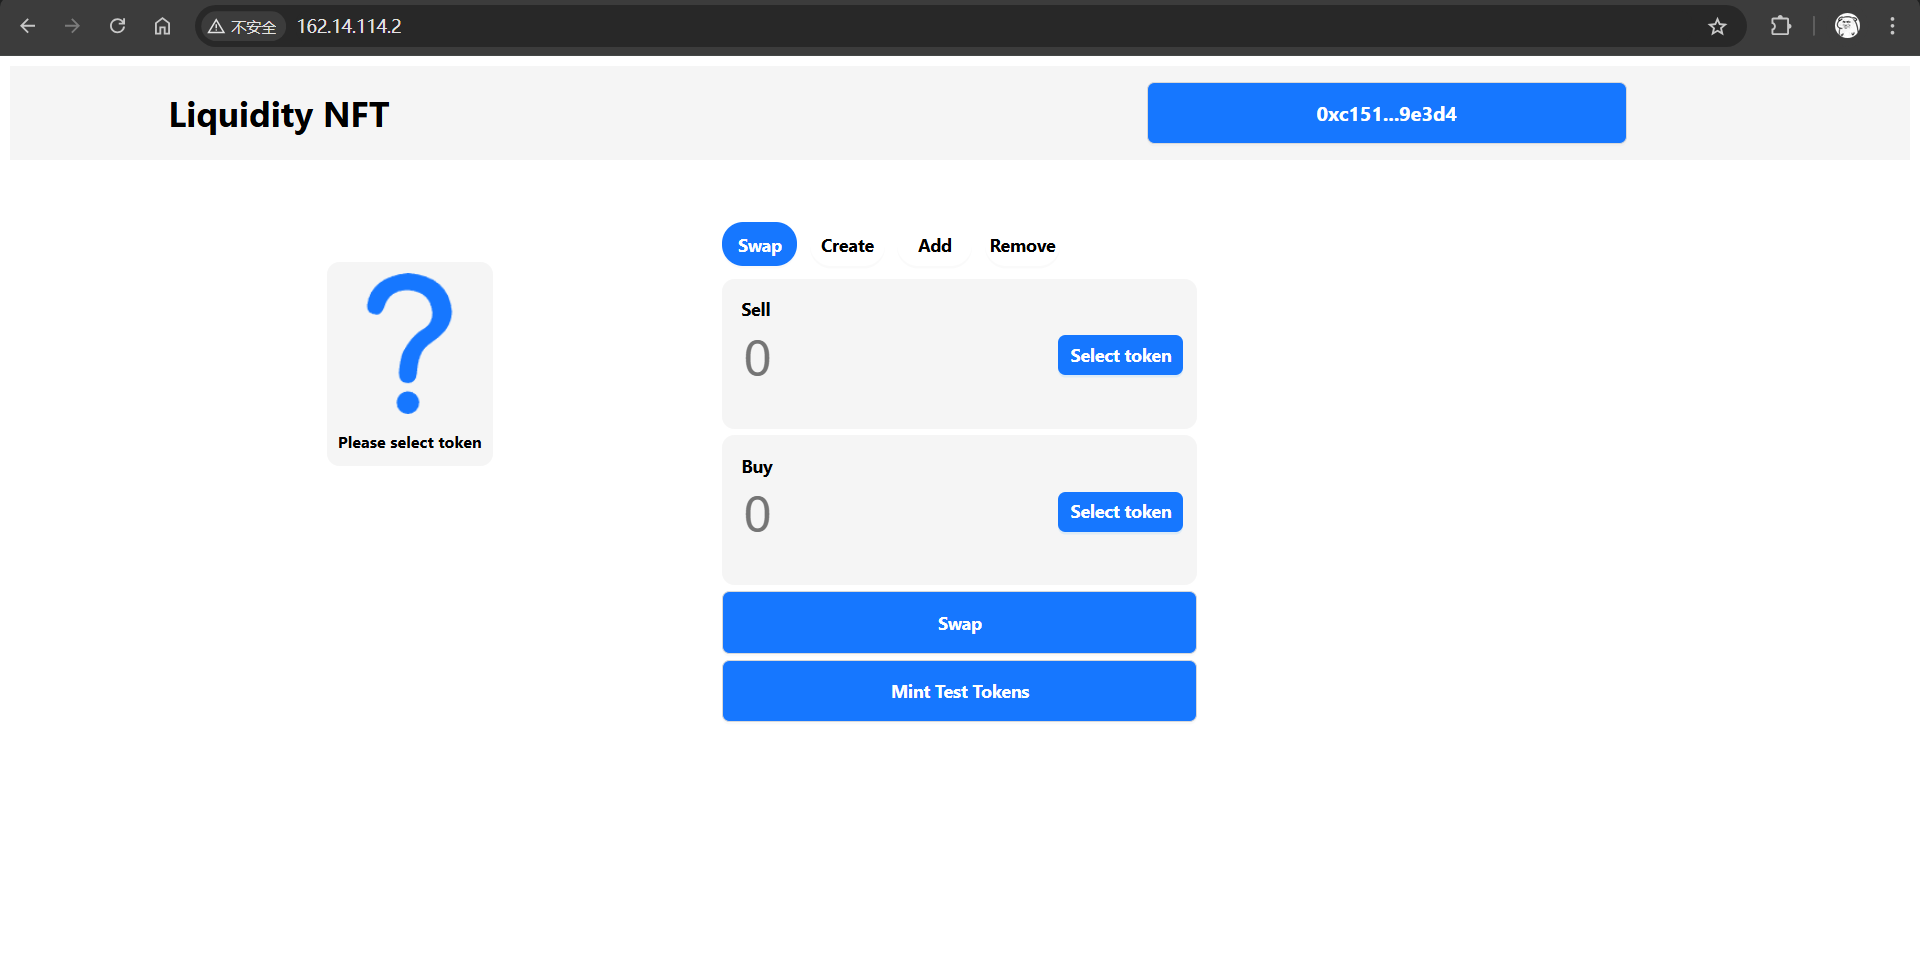 不安全 162.14.114.2
Liquidity NFT
0xc151...9e3d4
Please select token
Swap Create Add Remove
Sell
0
Select token
Buy
0
Select token
Swap
Mint Test Tokens